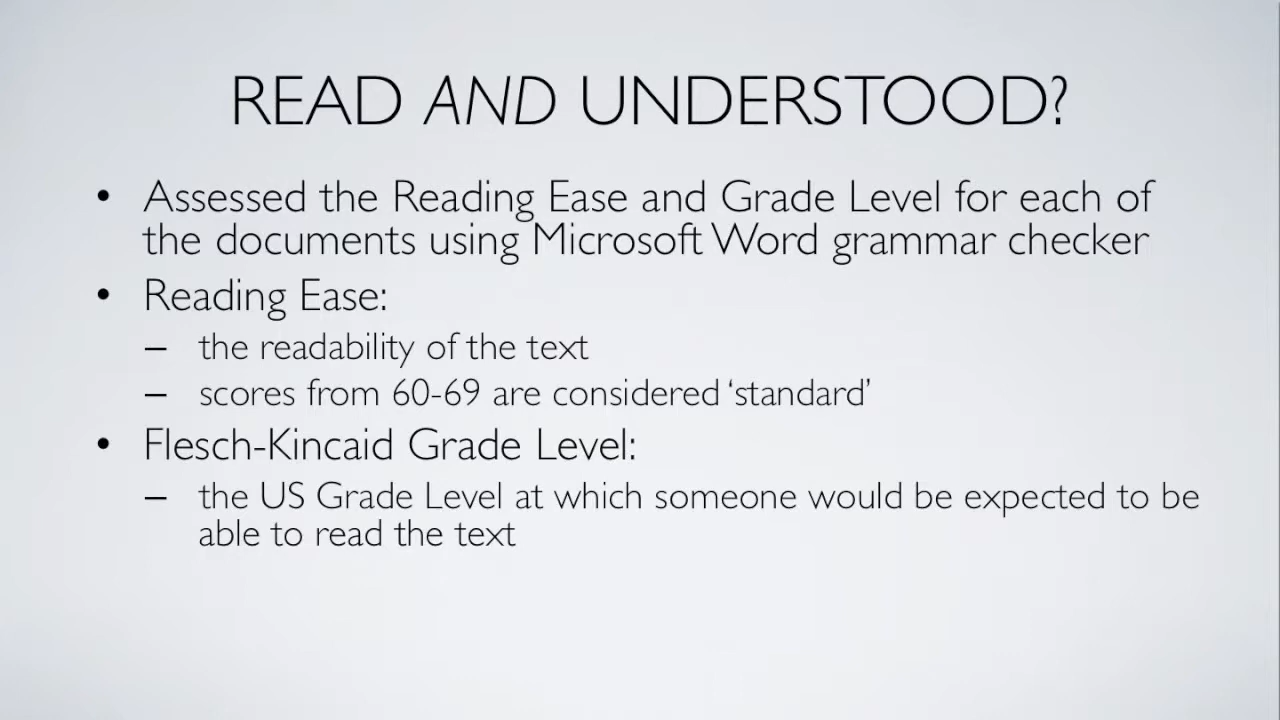 READ AND UNDERSTOOD?
• Assessed the Reading Ease and Grade Level for each of
the documents using Microsoft Word grammar checker
• Reading Ease:
– the readability of the text
– scores from 60-69 are considered ‘standard’
• Flesch-Kincaid Grade Level:
– the US Grade Level at which someone would be expected to be
able to read the text